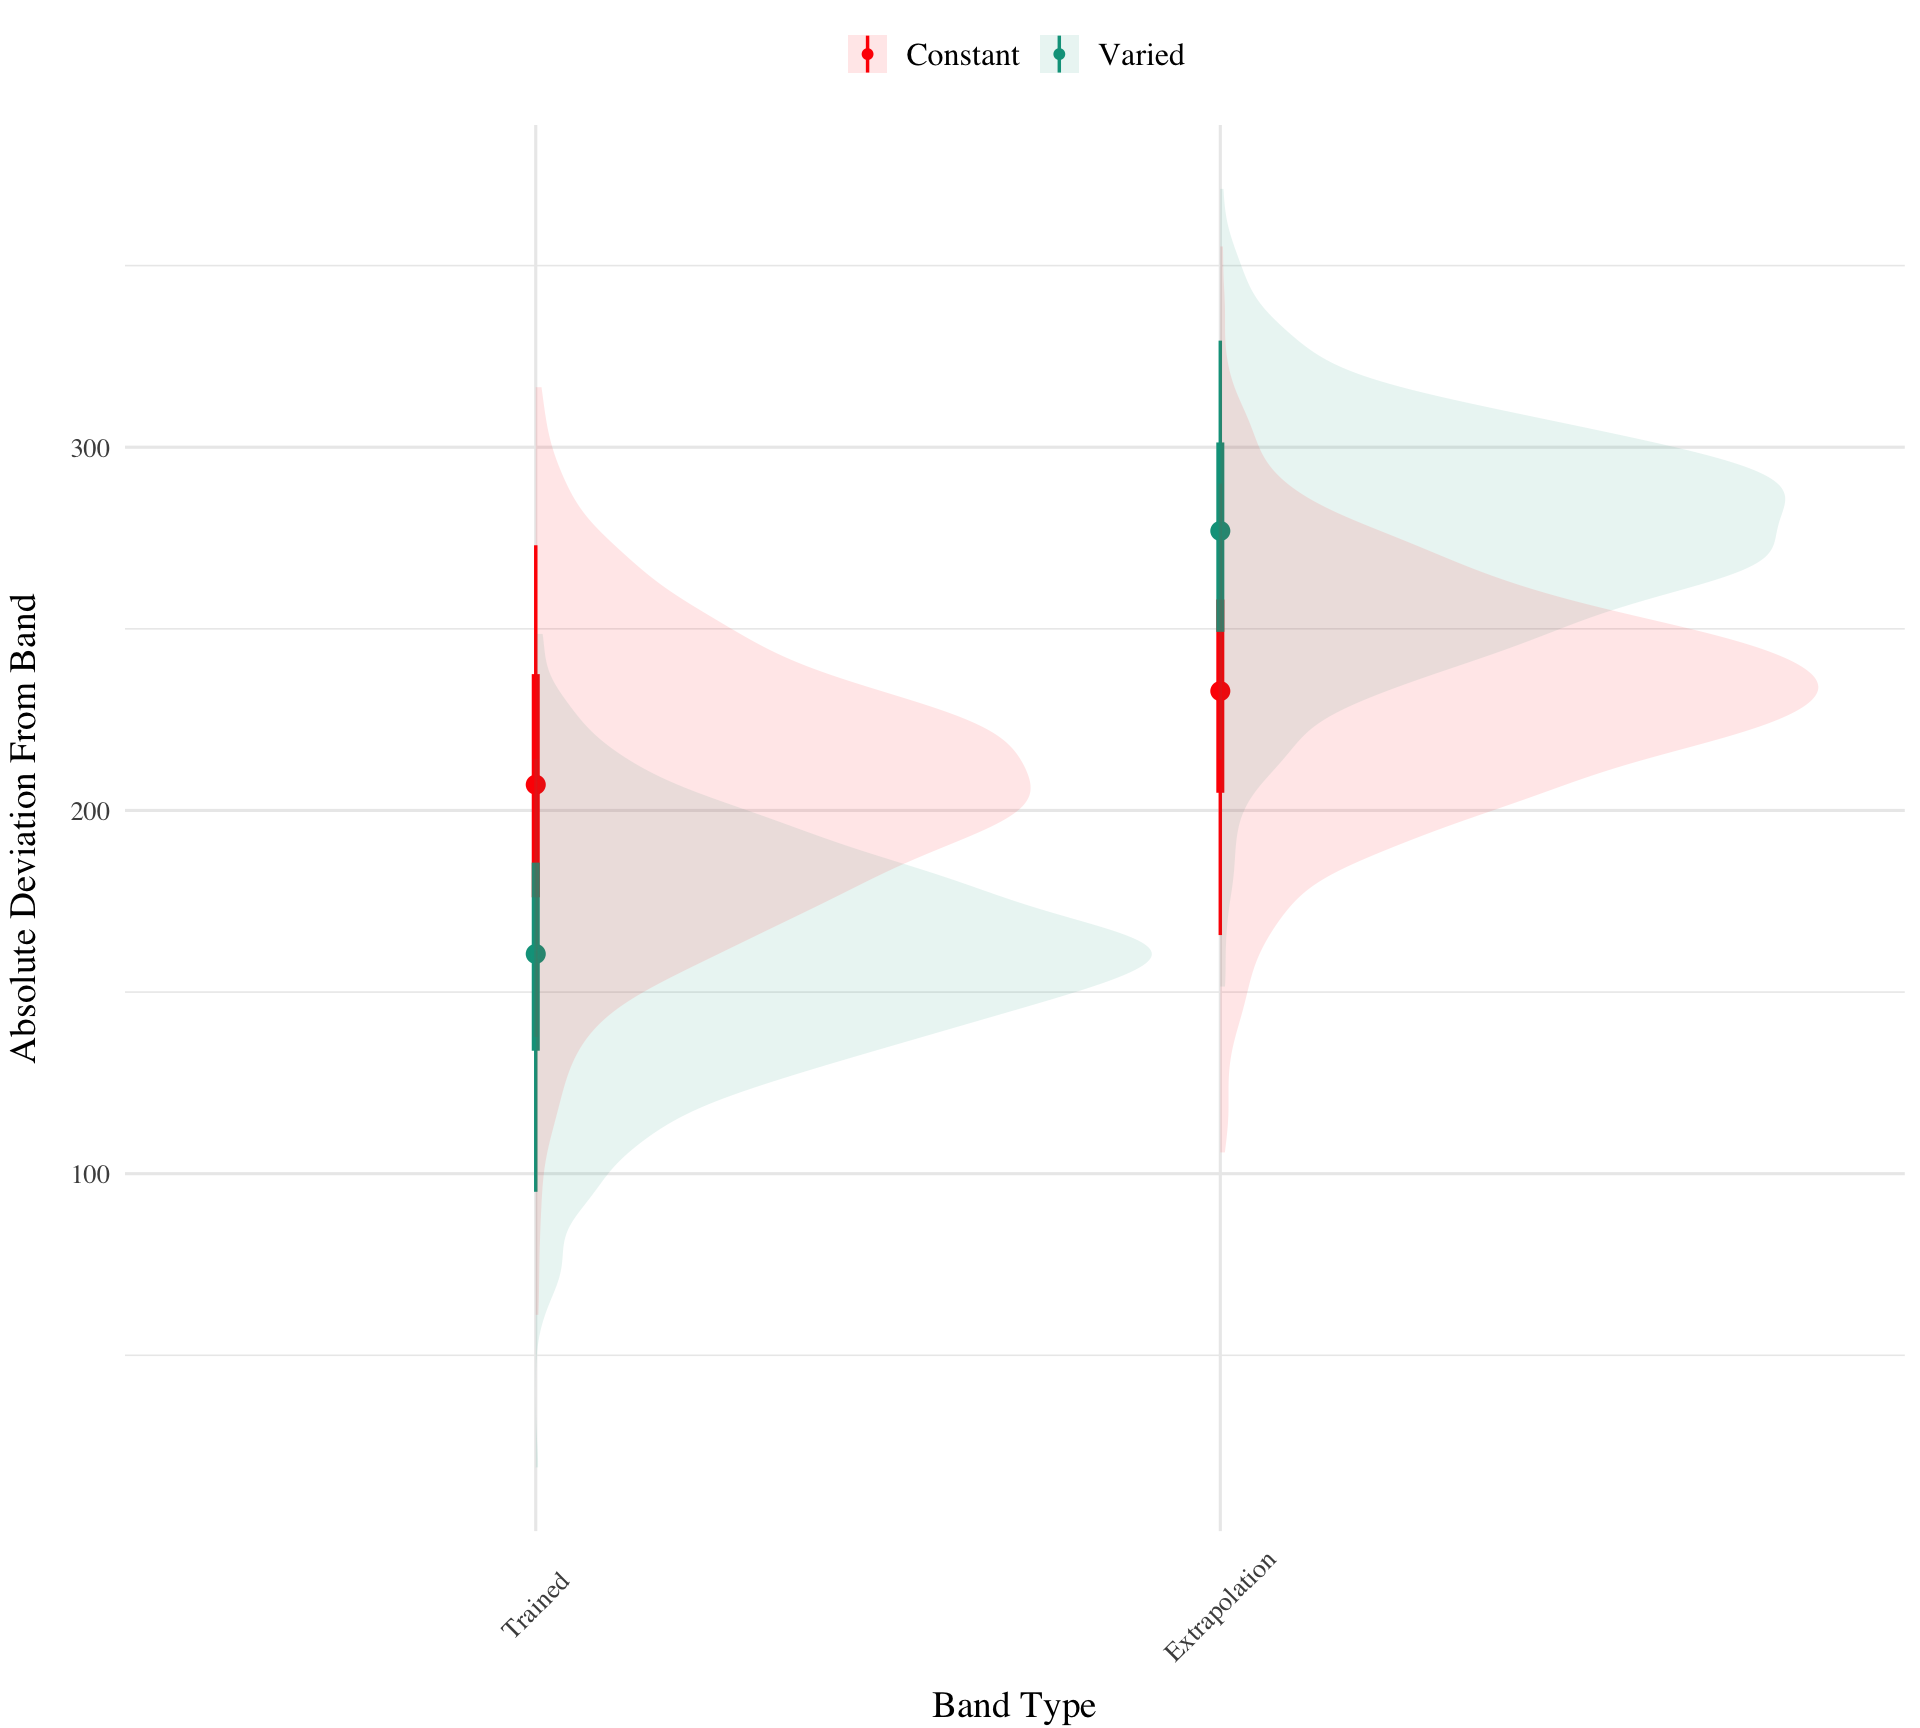 Constant Varied
Absolute Deviation From Band
300
200
100
Trained
Extrapolation
Band Type